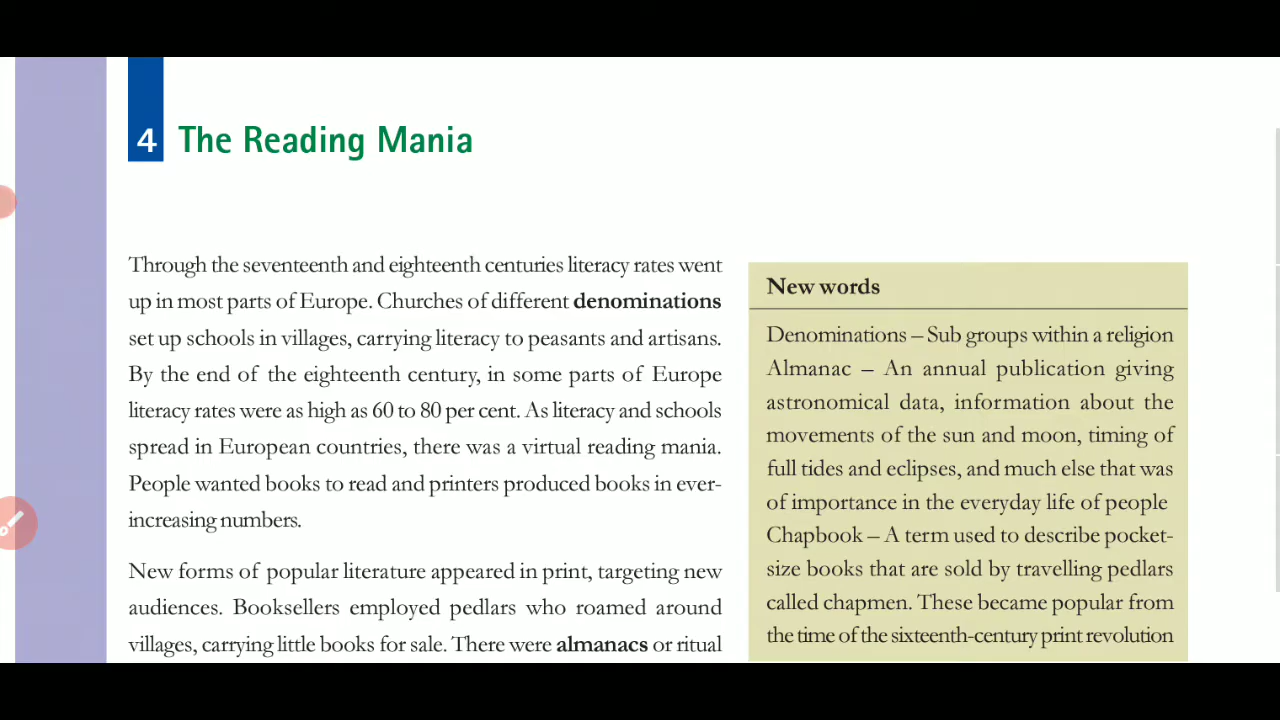 4 The Reading Mania
Through the seventeenth and eighteenth centuries literacy rates went
up in most parts of Europe. Churches of different denominations
set up schools in villages, carrying literacy to peasants and artisans.
By the end of the eighteenth century, in some parts of Europe
literacy rates were as high as 60 to 80 per cent. As literacy and schools
spread in European countries, there was a virtual reading mania.
People wanted books to read and printers produced books in ever-
increasing numbers.
New forms of popular literature appeared in print, targeting new
audiences. Booksellers employed pedlars who roamed around
villages, carrying little books for sale. There were almanacs or ritual
New words
Denominations – Sub groups within a religion
Almanac – An annual publication giving
astronomical data, information about the
movements of the sun and moon, timing of
full tides and eclipses, and much else that was
of importance in the everyday life of people
Chapbook – A term used to describe pocket-
size books that are sold by travelling pedlars
called chapmen. These became popular from
the time of the sixteenth-century print revolution